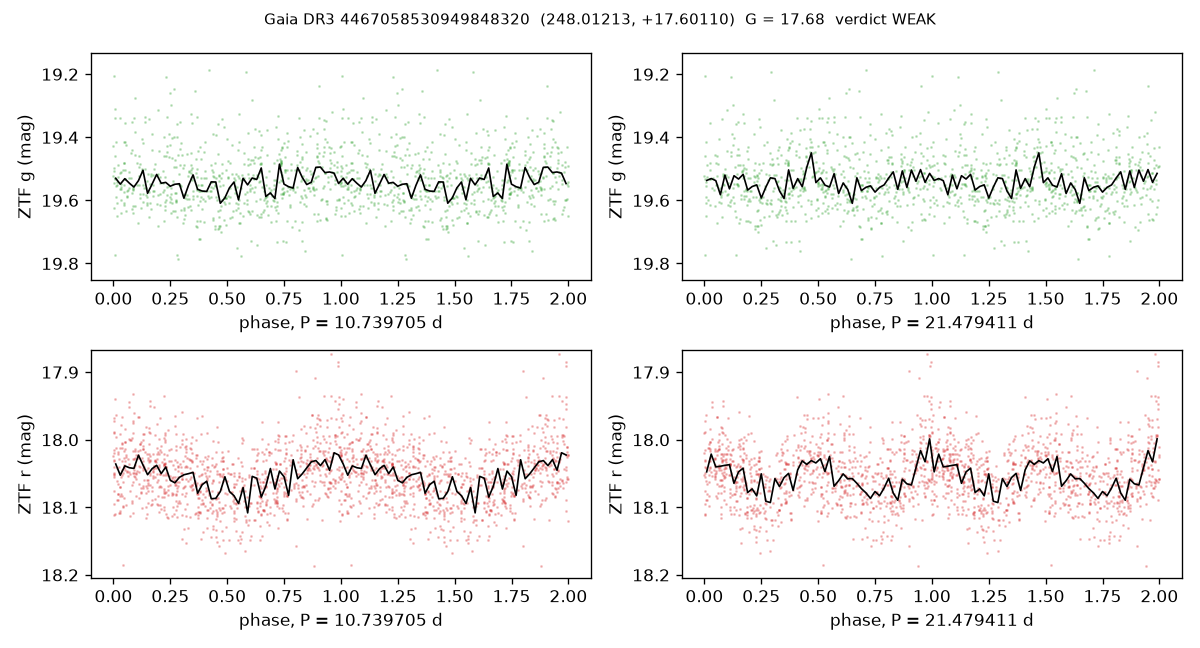 Gaia DR3 4467058530949848320 (248.01213, +17.60110) G = 17.68 verdict WEAK
ZTF g (mag)
19.2
19.4
19.6
19.8
0.00 0.25 0.50 0.75 1.00 1.25 1.50 1.75 2.00
phase, P = 10.739705 d
ZTF g (mag)
19.2
19.4
19.6
19.8
0.00 0.25 0.50 0.75 1.00 1.25 1.50 1.75 2.00
phase, P = 21.479411 d
ZTF r (mag)
17.9
18.0
18.1
18.2
0.00 0.25 0.50 0.75 1.00 1.25 1.50 1.75 2.00
phase, P = 10.739705 d
ZTF r (mag)
17.9
18.0
18.1
18.2
0.00 0.25 0.50 0.75 1.00 1.25 1.50 1.75 2.00
phase, P = 21.479411 d